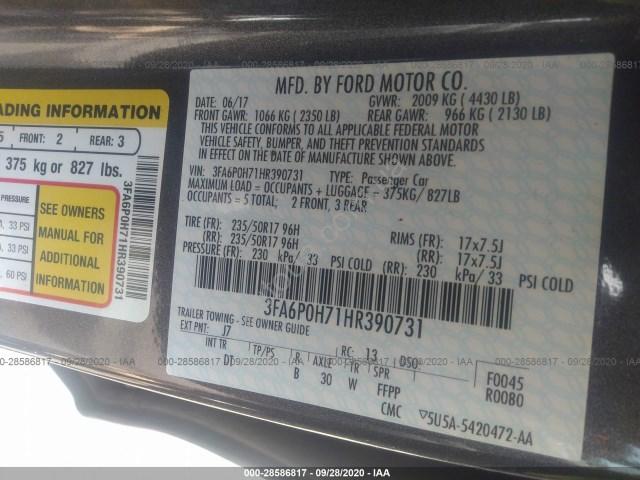 000-28586817 - 09/28/2020 - IAA
MFD. BY FORD MOTOR CO.
DATE: 06/17
GVWR: 2009 KG ( 4430 LB)
FRONT GAWR: 1066 KG ( 2350 LB)
REAR GAWR: 966 KG ( 2130 LB)
THIS VEHICLE CONFORMS TO ALL APPLICABLE FEDERAL MOTOR
VEHICLE SAFETY, BUMPER, AND THEFT PREVENTION STANDARDS IN EFFECT
ON THE DATE OF MANUFACTURE SHOWN ABOVE.
VIN: 3FA6P0H71HR390731
TYPE: Passenger Car
MAXIMUM LOAD = OCCUPANTS + LUGGAGE = 375KG/ 827LB
OCCUPANTS: = 5 TOTAL; 2 FRONT, 3 REAR
TIRE (FR): 235/50R17 96H
(RR): 235/50R17 96H
RIMS (FR): 17x7.5J
(RR): 17x7.5J
PRESSURE (FR): 230 kPa/ 33 PSI COLD
(RR): 230 kPa/ 33 PSI COLD
3FA6P0H71HR390731
TRAILER TOWING - SEE OWNER GUIDE
EXT PNT: J7
RC: 13
DSO:
INT TR
TP/PS
R
AXLE
TR
SPR
DT
B
30
W
FFPP
CMC
F0045
R0080
5U5A-5420472-AA
LOADING INFORMATION
5
FRONT: 2
REAR: 3
375 kg or 827 lbs.
PRESSURE
33 PSI
A, 33 PSI
60 PSI
SEE OWNERS
MANUAL FOR
ADDITIONAL
INFORMATION
3FA6P0H71HR390731
000-28586817 - 09/28/2020 - IAA